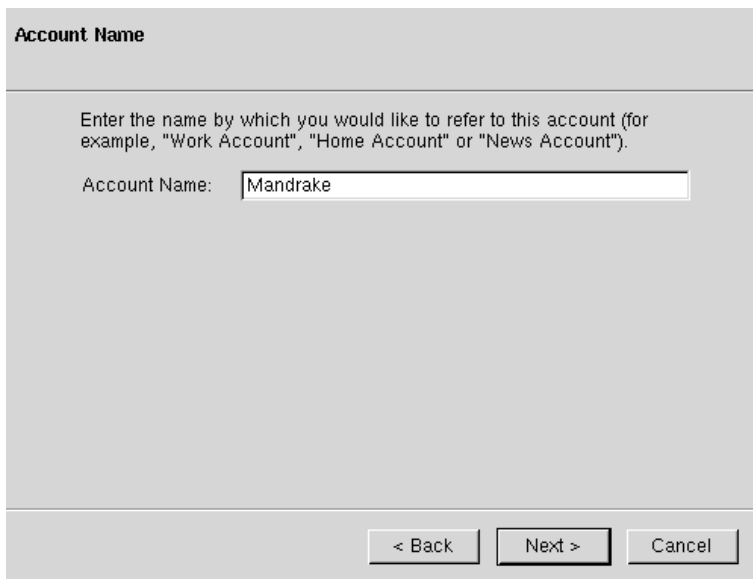 Account Name
Enter the name by which you would like to refer to this account (for
example, "Work Account", "Home Account" or "News Account").
Account Name: Mandrake
< Back Next > Cancel